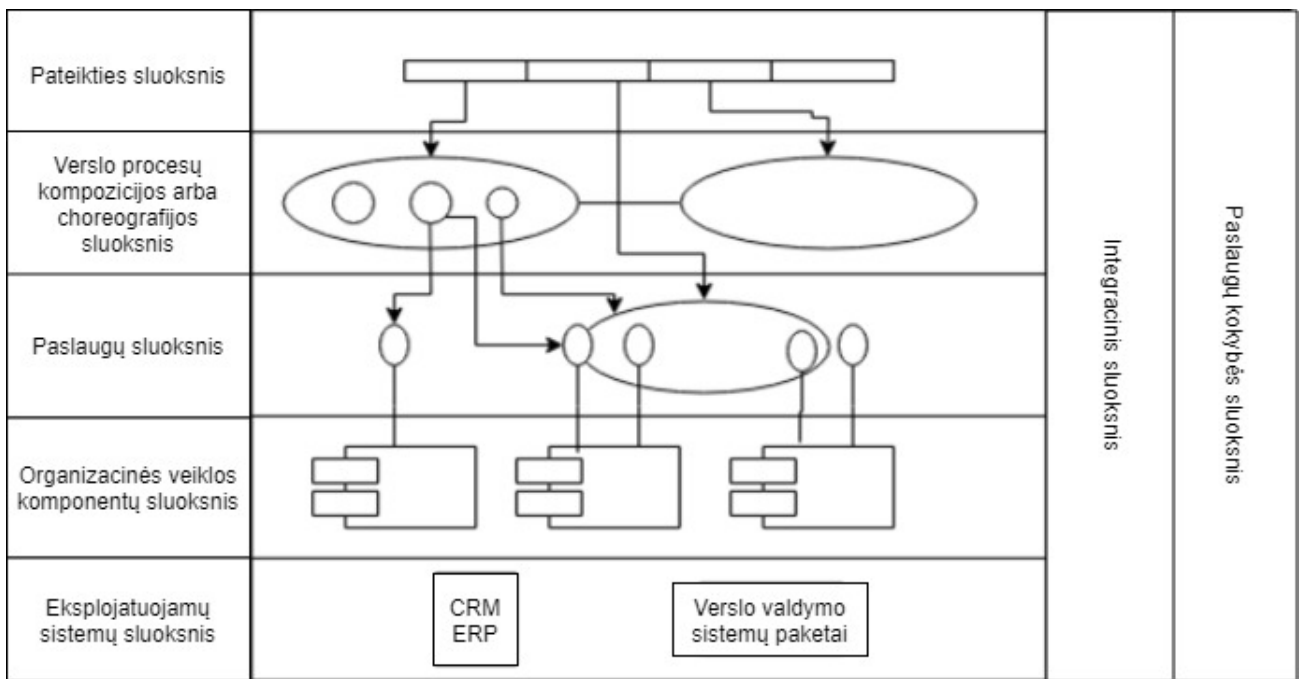 Pateikties sluoksnis
Verslo procesų
kompozicijos arba
choreografijos
sluoksnis
Paslaugų sluoksnis
Organizacinės veiklos
komponentų sluoksnis
Eksplojatuojamų
sistemų sluoksnis
CRM
ERP
Verslo valdymo
sistemų paketai
Integracinis sluoksnis
Paslaugų kokybės sluoksnis